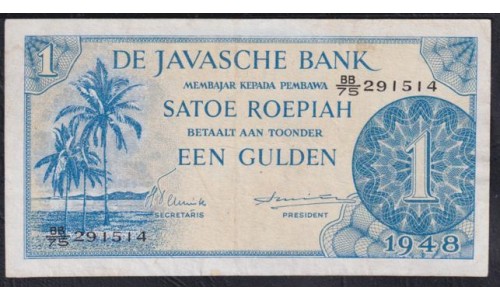 1
DE JAVASCHE BANK
MEMBAJAR KEPADA PEMBAWA
BB/75 291514
SATOE ROEPIAH
BETAALT AAN TOONDER
EEN GULDEN
1
SECRETARIS
PRESIDENT
BB/75 291514
1948